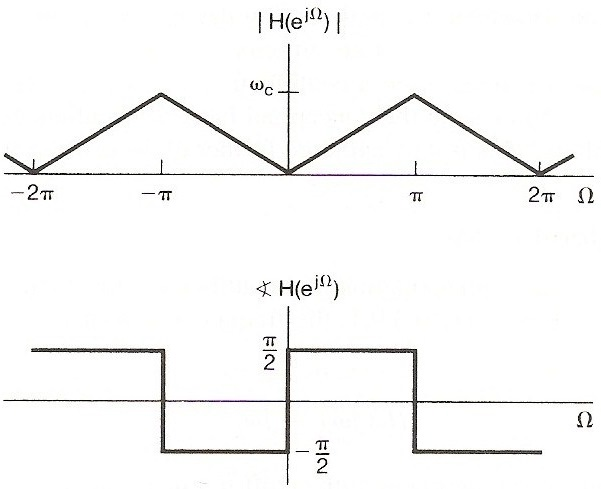 | H(e^{jΩ}) |
ω_c
−2π −π π 2π Ω
∢ H(e^{jΩ})
π/2
Ω
−π/2